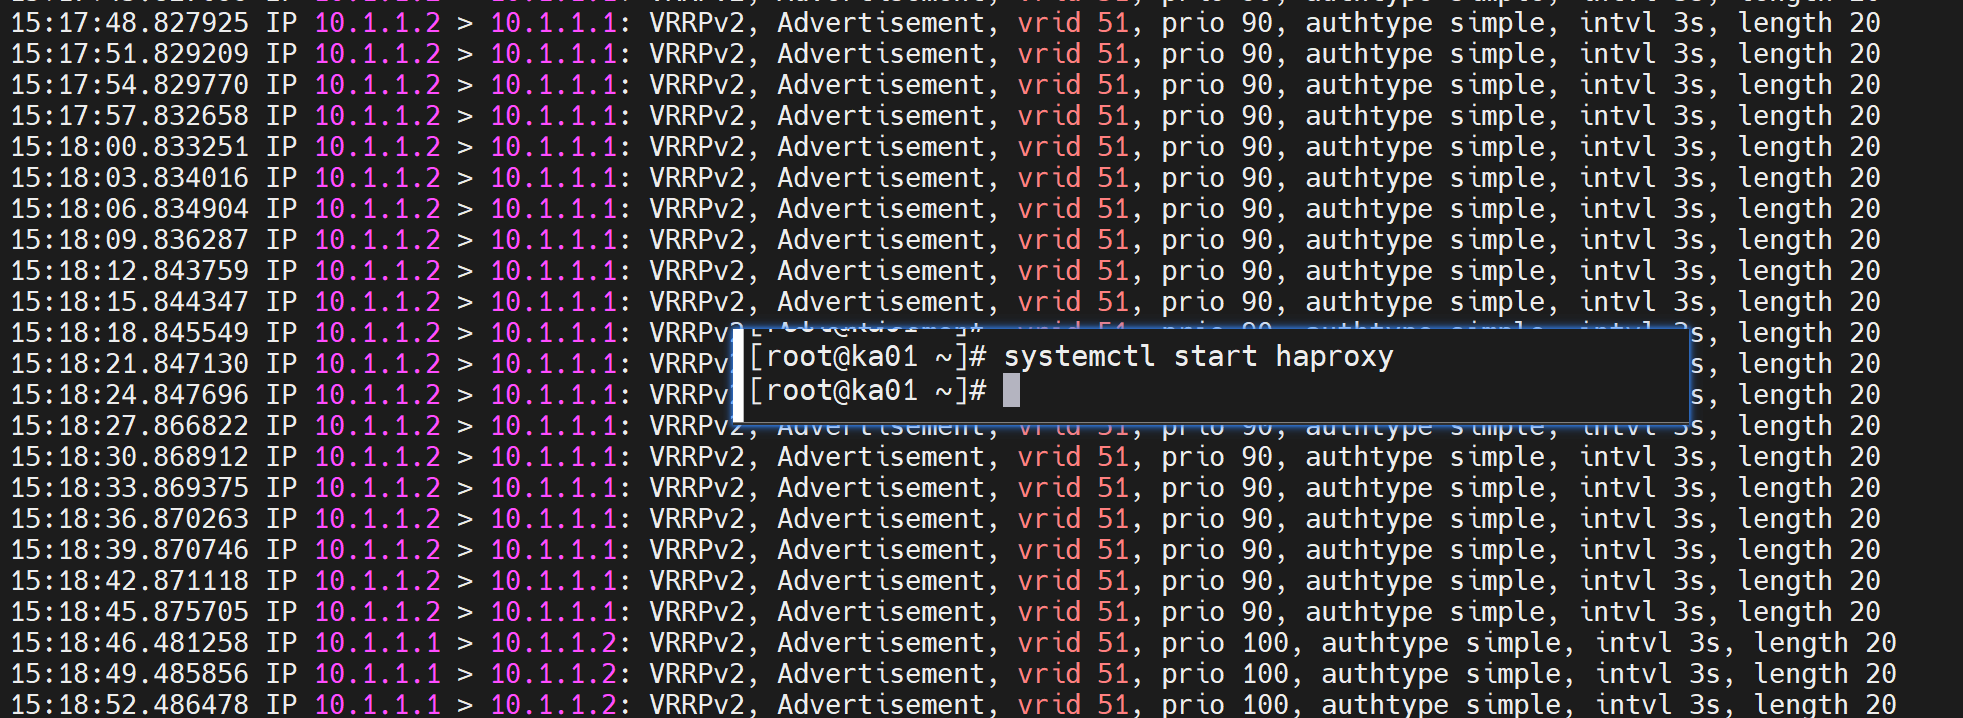 15:17:48.827925 IP 10.1.1.2 > 10.1.1.1: VRRPv2, Advertisement, vrid 51, prio 90, authtype simple, intvl 3s, length 20
15:17:51.829209 IP 10.1.1.2 > 10.1.1.1: VRRPv2, Advertisement, vrid 51, prio 90, authtype simple, intvl 3s, length 20
15:17:54.829770 IP 10.1.1.2 > 10.1.1.1: VRRPv2, Advertisement, vrid 51, prio 90, authtype simple, intvl 3s, length 20
15:17:57.832658 IP 10.1.1.2 > 10.1.1.1: VRRPv2, Advertisement, vrid 51, prio 90, authtype simple, intvl 3s, length 20
15:18:00.833251 IP 10.1.1.2 > 10.1.1.1: VRRPv2, Advertisement, vrid 51, prio 90, authtype simple, intvl 3s, length 20
15:18:03.834016 IP 10.1.1.2 > 10.1.1.1: VRRPv2, Advertisement, vrid 51, prio 90, authtype simple, intvl 3s, length 20
15:18:06.834904 IP 10.1.1.2 > 10.1.1.1: VRRPv2, Advertisement, vrid 51, prio 90, authtype simple, intvl 3s, length 20
15:18:09.836287 IP 10.1.1.2 > 10.1.1.1: VRRPv2, Advertisement, vrid 51, prio 90, authtype simple, intvl 3s, length 20
15:18:12.843759 IP 10.1.1.2 > 10.1.1.1: VRRPv2, Advertisement, vrid 51, prio 90, authtype simple, intvl 3s, length 20
15:18:15.844347 IP 10.1.1.2 > 10.1.1.1: VRRPv2, Advertisement, vrid 51, prio 90, authtype simple, intvl 3s, length 20
15:18:18.845549 IP 10.1.1.2 > 10.1.1.1: VRRPv2 s, length 20
[root@ka01 ~]# systemctl start haproxy
15:18:21.847130 IP 10.1.1.2 > 10.1.1.1: VRRPv s, length 20
[root@ka01 ~]#
15:18:24.847696 IP 10.1.1.2 > 10.1.1.1: VRRPv s, length 20
15:18:27.866822 IP 10.1.1.2 > 10.1.1.1: VRRPv2, Advertisement, vrid 51, prio 90, authtype simple, intvl 3s, length 20
15:18:30.868912 IP 10.1.1.2 > 10.1.1.1: VRRPv2, Advertisement, vrid 51, prio 90, authtype simple, intvl 3s, length 20
15:18:33.869375 IP 10.1.1.2 > 10.1.1.1: VRRPv2, Advertisement, vrid 51, prio 90, authtype simple, intvl 3s, length 20
15:18:36.870263 IP 10.1.1.2 > 10.1.1.1: VRRPv2, Advertisement, vrid 51, prio 90, authtype simple, intvl 3s, length 20
15:18:39.870746 IP 10.1.1.2 > 10.1.1.1: VRRPv2, Advertisement, vrid 51, prio 90, authtype simple, intvl 3s, length 20
15:18:42.871118 IP 10.1.1.2 > 10.1.1.1: VRRPv2, Advertisement, vrid 51, prio 90, authtype simple, intvl 3s, length 20
15:18:45.875705 IP 10.1.1.2 > 10.1.1.1: VRRPv2, Advertisement, vrid 51, prio 90, authtype simple, intvl 3s, length 20
15:18:46.481258 IP 10.1.1.1 > 10.1.1.2: VRRPv2, Advertisement, vrid 51, prio 100, authtype simple, intvl 3s, length 20
15:18:49.485856 IP 10.1.1.1 > 10.1.1.2: VRRPv2, Advertisement, vrid 51, prio 100, authtype simple, intvl 3s, length 20
15:18:52.486478 IP 10.1.1.1 > 10.1.1.2: VRRPv2, Advertisement, vrid 51, prio 100, authtype simple, intvl 3s, length 20